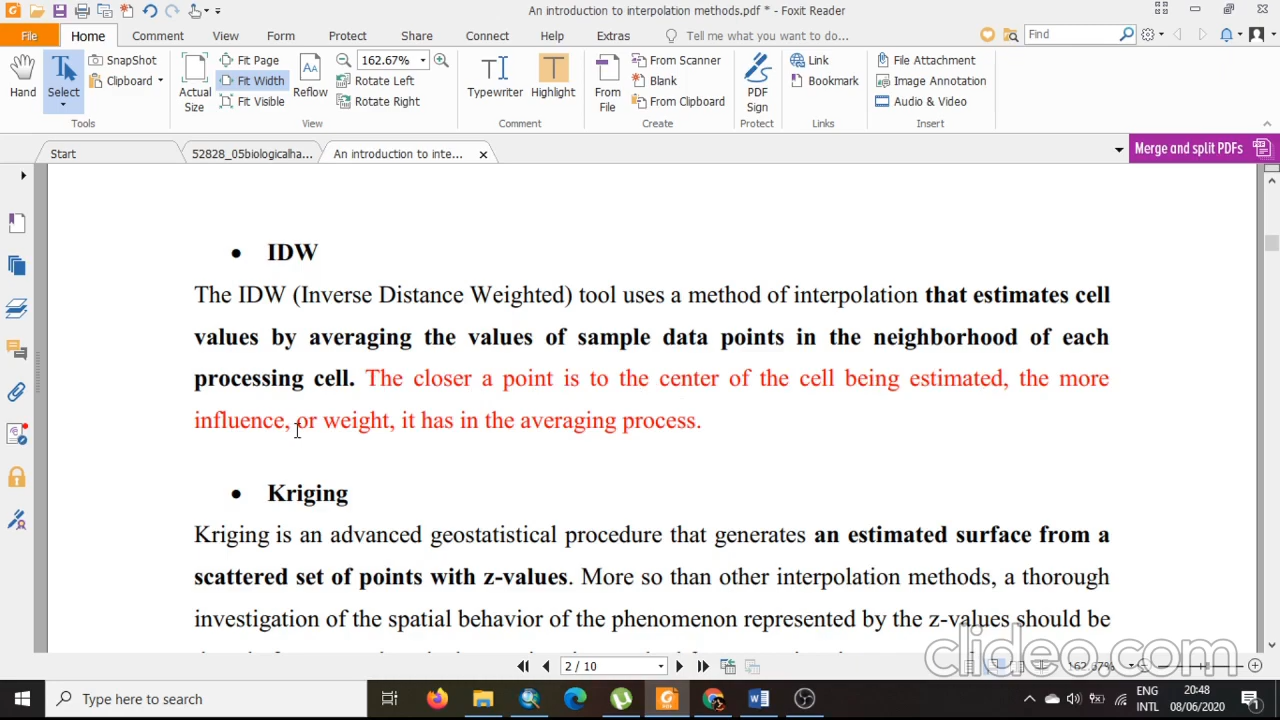 An introduction to interpolation methods.pdf * - Foxit Reader
File Home Comment View Form Protect Share Connect Help Extras Tell me what you want to do... Find
SnapShot Fit Page 162.67% From Scanner Link File Attachment
Hand Select Clipboard Actual Size Fit Width Reflow Rotate Left Typewriter Highlight From File Blank PDF Sign Bookmark Image Annotation
Fit Visible Rotate Right From Clipboard Audio & Video
Tools View Comment Create Protect Links Insert
Start 52828_05biologicalha... An introduction to inte... Merge and split PDFs
• IDW
The IDW (Inverse Distance Weighted) tool uses a method of interpolation that estimates cell
values by averaging the values of sample data points in the neighborhood of each
processing cell. The closer a point is to the center of the cell being estimated, the more
influence, or weight, it has in the averaging process.
• Kriging
Kriging is an advanced geostatistical procedure that generates an estimated surface from a
scattered set of points with z-values. More so than other interpolation methods, a thorough
investigation of the spatial behavior of the phenomenon represented by the z-values should be
clideo.com
2 / 10 162.67%
Type here to search ENG 20:48
INTL 08/06/2020